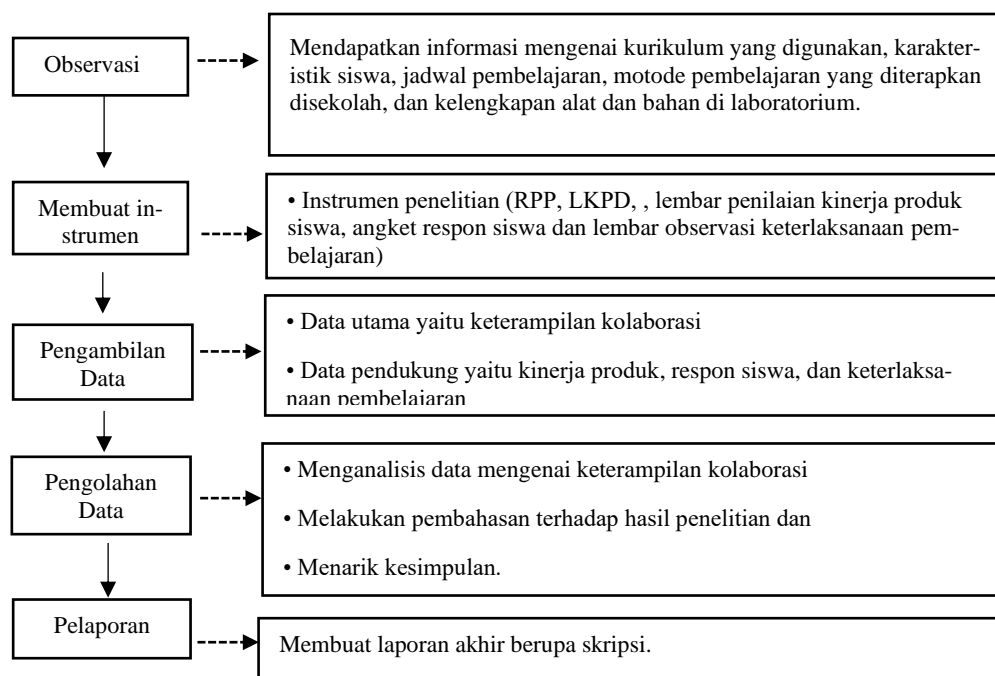 Observasi
Mendapatkan informasi mengenai kurikulum yang digunakan, karakter-
istik siswa, jadwal pembelajaran, motode pembelajaran yang diterapkan
disekolah, dan kelengkapan alat dan bahan di laboratorium.
Membuat in-
strumen
• Instrumen penelitian (RPP, LKPD, , lembar penilaian kinerja produk
siswa, angket respon siswa dan lembar observasi keterlaksanaan pem-
belajaran)
Pengambilan
Data
• Data utama yaitu keterampilan kolaborasi
• Data pendukung yaitu kinerja produk, respon siswa, dan keterlaksa-
naan pembelajaran
Pengolahan
Data
• Menganalisis data mengenai keterampilan kolaborasi
• Melakukan pembahasan terhadap hasil penelitian dan
• Menarik kesimpulan.
Pelaporan
Membuat laporan akhir berupa skripsi.